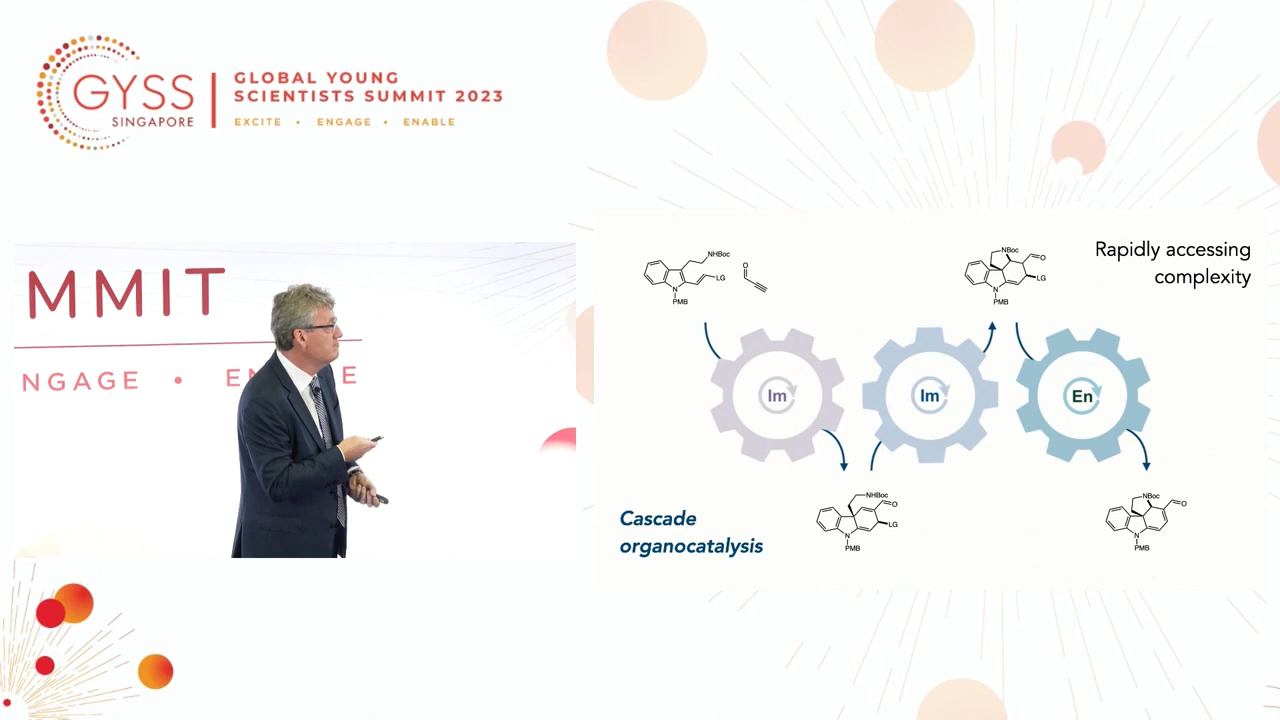 GYSS
SINGAPORE
GLOBAL YOUNG
SCIENTISTS SUMMIT 2023
EXCITE • ENGAGE • ENABLE
MMIT
NGAGE • EN E
Rapidly accessing
complexity
NHBoc
O
LG
N
PMB
NBoc
O
LG
N
PMB
Im
Im
En
Cascade
organocatalysis
NHBoc
O
LG
N
PMB
NBoc
O
N
PMB